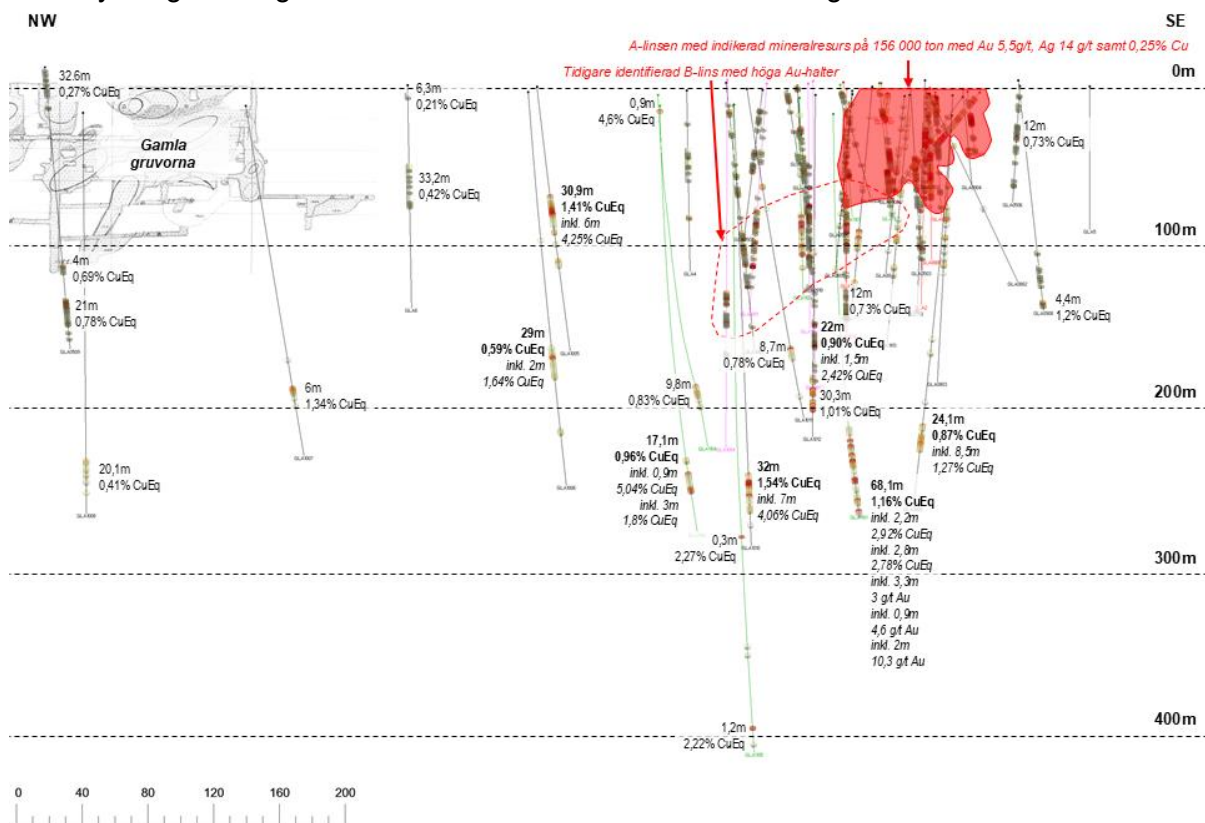 NW
SE
A-linsen med indikerad mineralresurs på 156 000 ton med Au 5,5g/t, Ag 14 g/t samt 0,25% Cu
Tidigare identifierad B-lins med höga Au-halter
0m
32.6m
0,27% CuEq
6,3m
0,21% CuEq
0,9m
4,6% CuEq
12m
0,73% CuEq
Gamla
gruvorna
33,2m
0,42% CuEq
30,9m
1,41% CuEq
inkl. 6m
4,25% CuEq
100m
4m
0,69% CuEq
21m
0,78% CuEq
12m
0,73% CuEq
4,4m
1,2% CuEq
29m
0,59% CuEq
inkl. 2m
1,64% CuEq
8,7m
0,78% CuEq
22m
0,90% CuEq
inkl. 1,5m
2,42% CuEq
6m
1,34% CuEq
9,8m
0,83% CuEq
30,3m
1,01% CuEq
200m
20,1m
0,41% CuEq
17,1m
0,96% CuEq
inkl. 0,9m
5,04% CuEq
inkl. 3m
1,8% CuEq
32m
1,54% CuEq
inkl. 7m
4,06% CuEq
24,1m
0,87% CuEq
inkl. 8,5m
1,27% CuEq
68,1m
1,16% CuEq
inkl. 2,2m
2,92% CuEq
inkl. 2,8m
2,78% CuEq
inkl. 3,3m
3 g/t Au
inkl. 0,9m
4,6 g/t Au
inkl. 2m
10,3 g/t Au
0,3m
2,27% CuEq
300m
1,2m
2,22% CuEq
400m
0 40 80 120 160 200